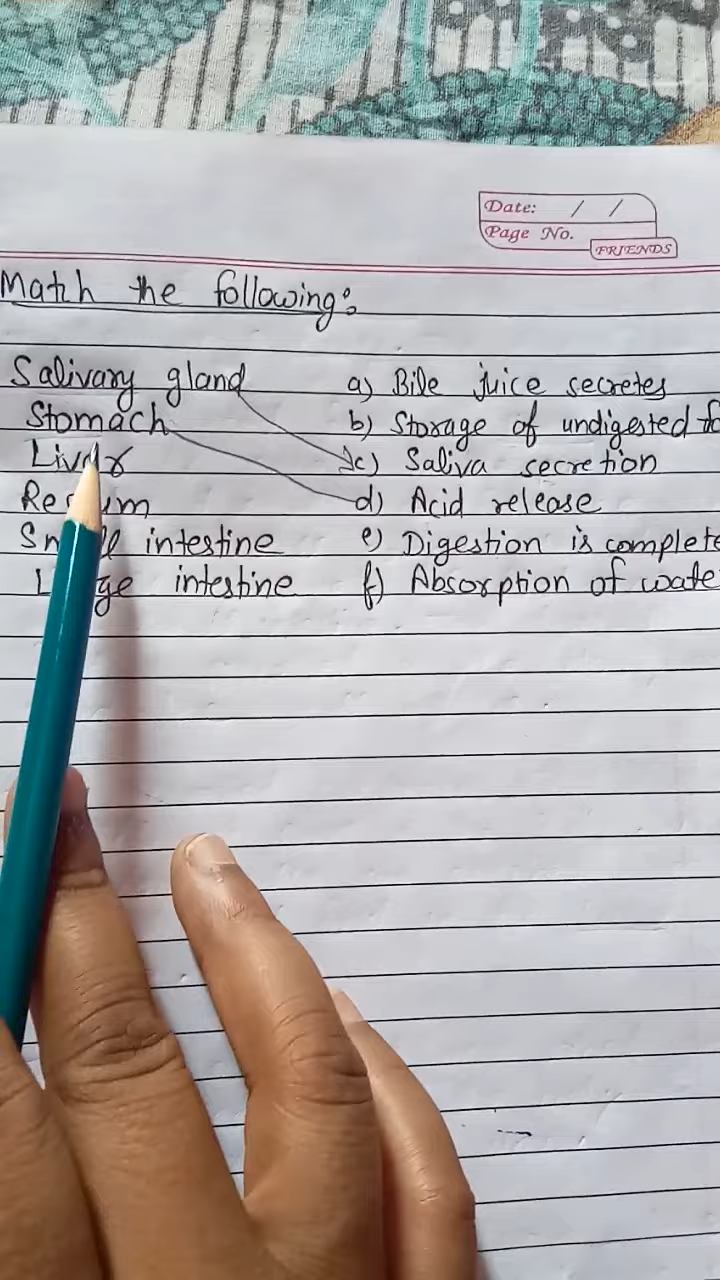 Date: / /
Page No.
FRIENDS
Match the following:
Salivary gland a) Bile juice secretes
Stomach b) Storage of undigested
Liver c) Saliva secretion
d) Acid release
intestine e) Digestion is complete
intestine f) Absorption of wate